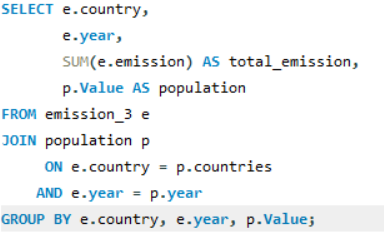 SELECT e.country,
e.year,
SUM(e.emission) AS total_emission,
p.Value AS population
FROM emission_3 e
JOIN population p
ON e.country = p.countries
AND e.year = p.year
GROUP BY e.country, e.year, p.Value;